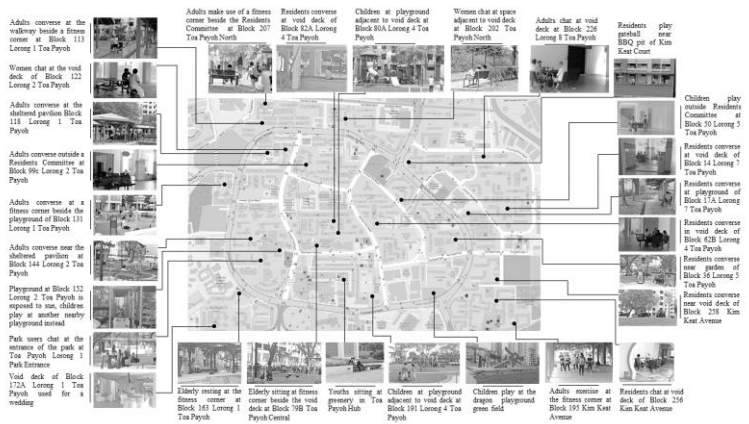 Adults converse at the
walkway beside a fitness
corner at Block 113
Lorong 1 Toa Payoh
Women chat at the void
deck of Block 122
Lorong 2 Toa Payoh
Adults converse at the
sheltered pavilion Block
118 Lorong 1 Toa
Payoh
Adults converse outside a
Residents Committee at
Block 99c Lorong 2 Toa
Payoh
Adults converse at a
fitness corner beside the
playground of Block 131
Lorong 1 Toa Payoh
Adults converse near the
sheltered pavilion at
Block 144 Lorong 2 Toa
Payoh
Playground at Block 152
Lorong 2 Toa Payoh is
exposed to sun, children
play at another nearby
playground instead
Park users chat at the
entrance of the park at
Toa Payoh Lorong 1
Park Entrance
Void deck of Block
172A Lorong 1 Toa
Payoh used for a
wedding
Adults make use of a fitness
corner beside the Residents
Committee at Block 207
Toa Payoh North
Residents converse
at void deck of
Block 82A Lorong
4 Toa Payoh
Children at playground
adjacent to void deck at
Block 80A Lorong 4 Toa
Payoh
Women chat at space
adjacent to void deck
at Block 202 Toa
Payoh North
Adults chat at void
deck at Block 226
Lorong 8 Toa Payoh
Residents play
gateball near
BBQ pit of Kim
Keat Court
Children play
outside Residents
Committee at
Block 50 Lorong 5
Toa Payoh
Residents converse
at void deck of
Block 14 Lorong 7
Toa Payoh
Residents converse
at playground of
Block 17A Lorong
7 Toa Payoh
Residents converse
in void deck of
Block 62B Lorong
4 Toa Payoh
Residents converse
near garden of
Block 36 Lorong 5
Toa Payoh
Residents converse
near void deck of
Block 258 Kim
Keat Avenue
Elderly resting at the
fitness corner at
Block 163 Lorong 1
Toa Payoh
Elderly sitting at fitness
corner beside the void
deck at Block 79B Toa
Payoh Central
Youths sitting at
greenery in Toa
Payoh Hub
Children at playground
adjacent to void deck at
Block 191 Lorong 4 Toa
Payoh
Children play at the
dragon playground
green field
Adults exercise at
the fitness corner at
Block 195 Kim Keat
Avenue
Residents chat at void
deck of Block 256
Kim Keat Avenue